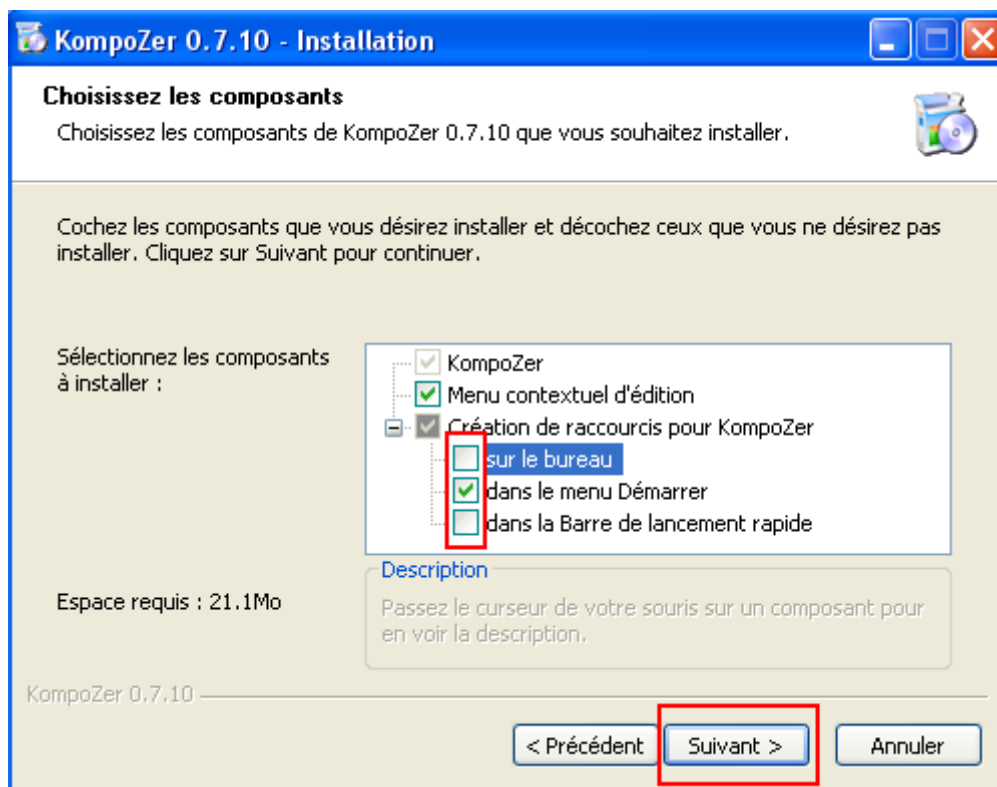 KompoZer 0.7.10 - Installation
Choisissez les composants
Choisissez les composants de KompoZer 0.7.10 que vous souhaitez installer.
Cochez les composants que vous désirez installer et décochez ceux que vous ne désirez pas
installer. Cliquez sur Suivant pour continuer.
Sélectionnez les composants
à installer :
KompoZer
Menu contextuel d'édition
Création de raccourcis pour KompoZer
sur le bureau
dans le menu Démarrer
dans la Barre de lancement rapide
Espace requis : 21.1Mo
Description
Passez le curseur de votre souris sur un composant pour
en voir la description.
KompoZer 0.7.10
< Précédent
Suivant >
Annuler